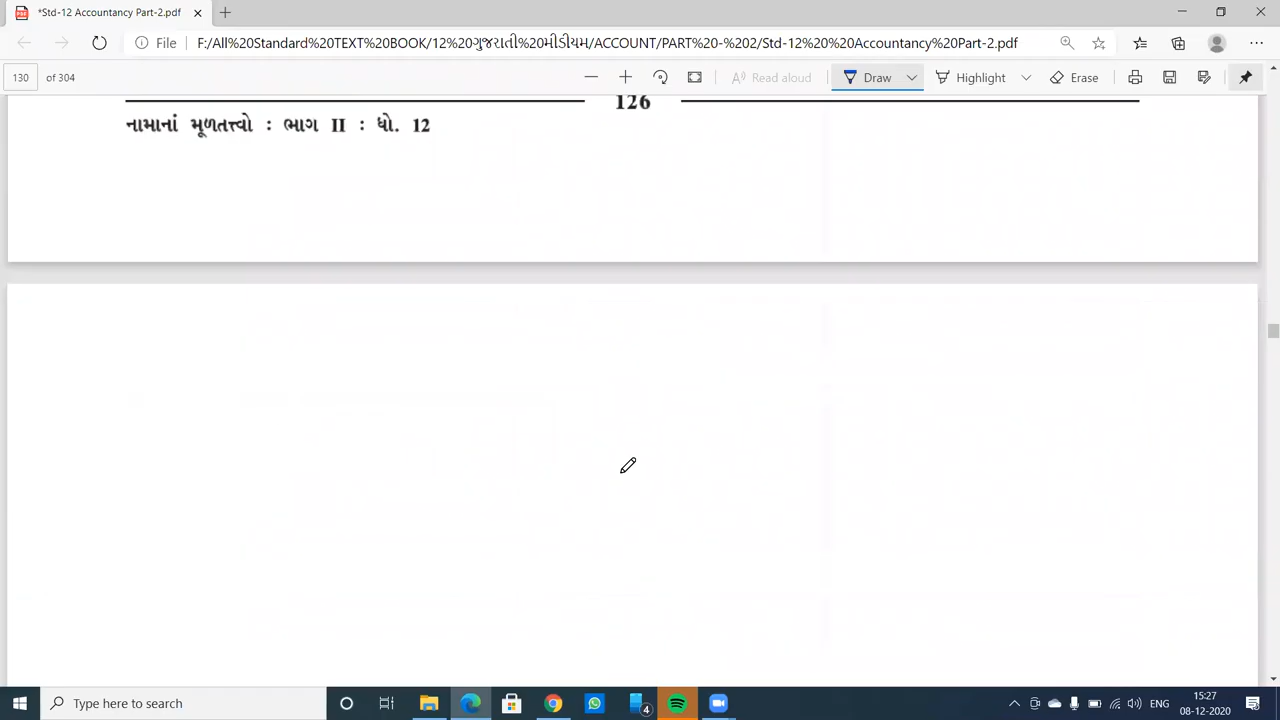 *Std-12 Accountancy Part-2.pdf
File F:/All%20Standard%20TEXT%20BOOK/12%20ગુજરાતી%20મીડીયમ/ACCOUNT/PART%20-%202/Std-12%20%20Accountancy%20Part-2.pdf
130 of 304 Read aloud Draw Highlight Erase
126
નામાનાં મૂળતત્ત્વો : ભાગ II : ધો. 12
Type here to search
4
ENG
15:27
08-12-2020